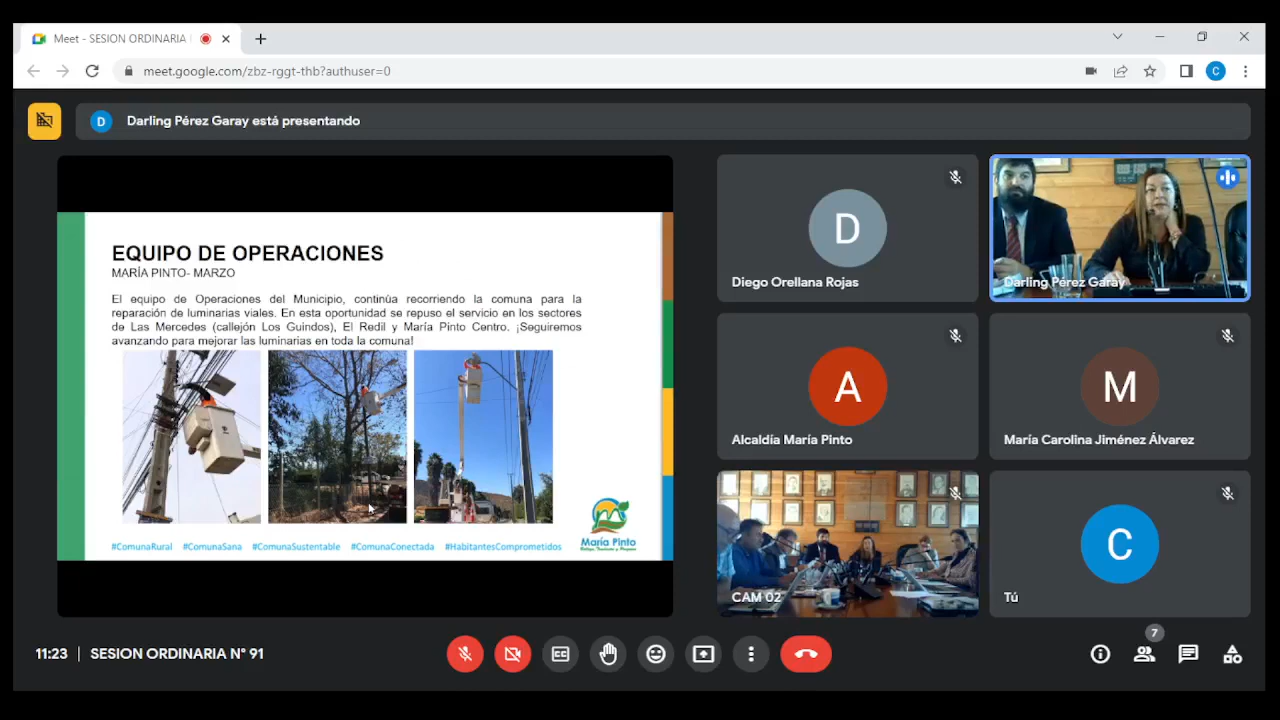 Meet - SESION ORDINARIA
meet.google.com/zbz-rggt-thb?authuser=0
C
D
Darling Pérez Garay está presentando
EQUIPO DE OPERACIONES
MARÍA PINTO- MARZO
El equipo de Operaciones del Municipio, continúa recorriendo la comuna para la
reparación de luminarias viales. En esta oportunidad se repuso el servicio en los sectores
de Las Mercedes (callejón Los Guindos), El Redil y María Pinto Centro. ¡Seguiremos
avanzando para mejorar las luminarias en toda la comuna!
María Pinto
#ComunaRural #ComunaSana #ComunaSustentable #ComunaConectada #HabitantesComprometidos
D
Diego Orellana Rojas
Darling Pérez Garay
A
Alcaldía María Pinto
M
María Carolina Jiménez Álvarez
CAM 02
C
Tú
11:23 | SESION ORDINARIA N° 91
7